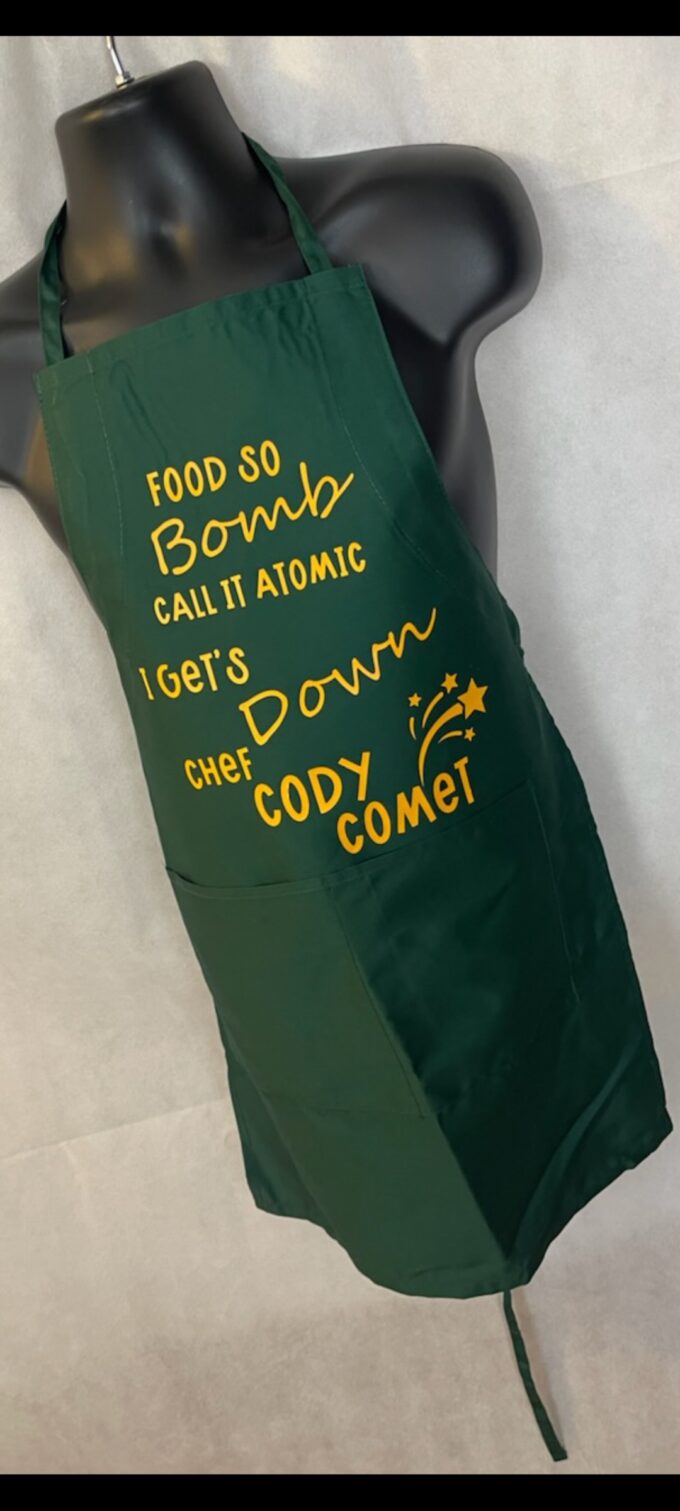 FOOD SO
Bomb
CALL IT ATOMIC
I GeT'S
Down
CHeF
CODY
COMeT